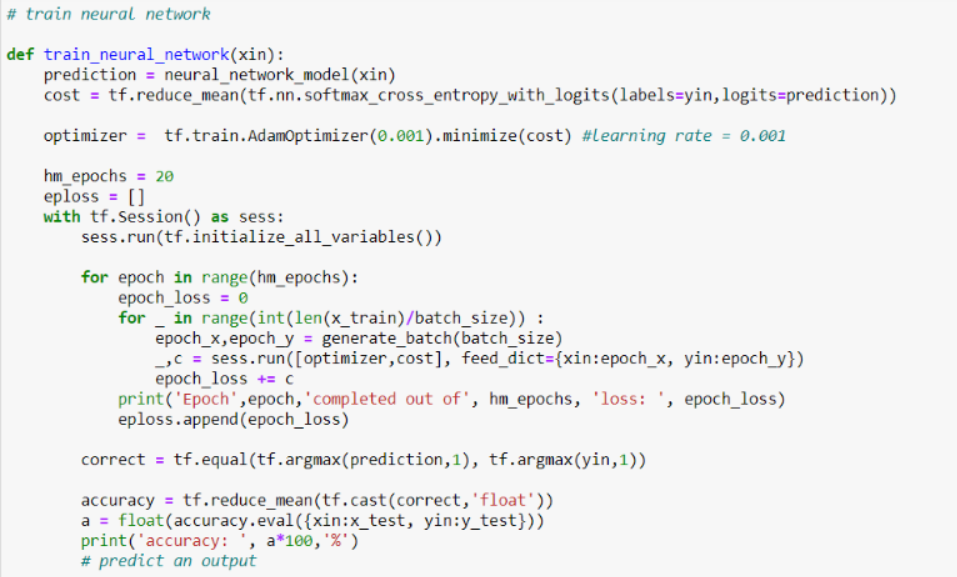 # train neural network
def train_neural_network(xin):
    prediction = neural_network_model(xin)
    cost = tf.reduce_mean(tf.nn.softmax_cross_entropy_with_logits(labels=yin,logits=prediction))
    optimizer =  tf.train.AdamOptimizer(0.001).minimize(cost) #learning rate = 0.001
    hm_epochs = 20
    eploss = []
    with tf.Session() as sess:
        sess.run(tf.initialize_all_variables())
        for epoch in range(hm_epochs):
            epoch_loss = 0
            for _ in range(int(len(x_train)/batch_size)) :
                epoch_x,epoch_y = generate_batch(batch_size)
                _,c = sess.run([optimizer,cost], feed_dict={xin:epoch_x, yin:epoch_y})
                epoch_loss += c
            print('Epoch',epoch,'completed out of', hm_epochs, 'loss: ', epoch_loss)
            eploss.append(epoch_loss)
        correct = tf.equal(tf.argmax(prediction,1), tf.argmax(yin,1))
        accuracy = tf.reduce_mean(tf.cast(correct,'float'))
        a = float(accuracy.eval({xin:x_test, yin:y_test}))
        print('accuracy: ', a*100,'%')
        # predict an output